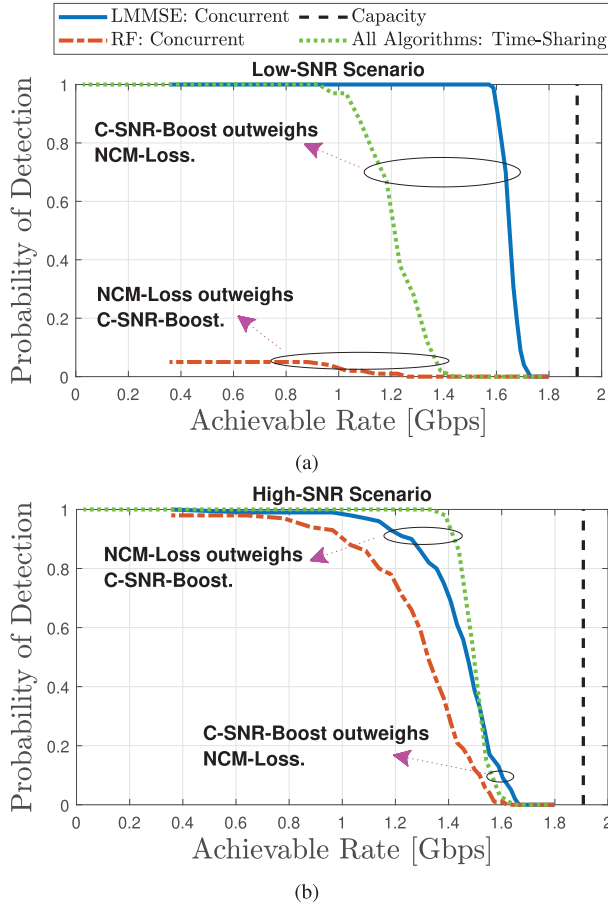 LMMSE: Concurrent
Capacity
RF: Concurrent
All Algorithms: Time-Sharing
Low-SNR Scenario
1
0.8
0.6
0.4
0.2
0
Probability of Detection
C-SNR-Boost outweighs
NCM-Loss.
NCM-Loss outweighs
C-SNR-Boost.
0 0.2 0.4 0.6 0.8 1 1.2 1.4 1.6 1.8 2
Achievable Rate [Gbps]
(a)
High-SNR Scenario
1
0.8
0.6
0.4
0.2
0
Probability of Detection
NCM-Loss outweighs
C-SNR-Boost.
C-SNR-Boost outweighs
NCM-Loss.
0 0.2 0.4 0.6 0.8 1 1.2 1.4 1.6 1.8 2
Achievable Rate [Gbps]
(b)